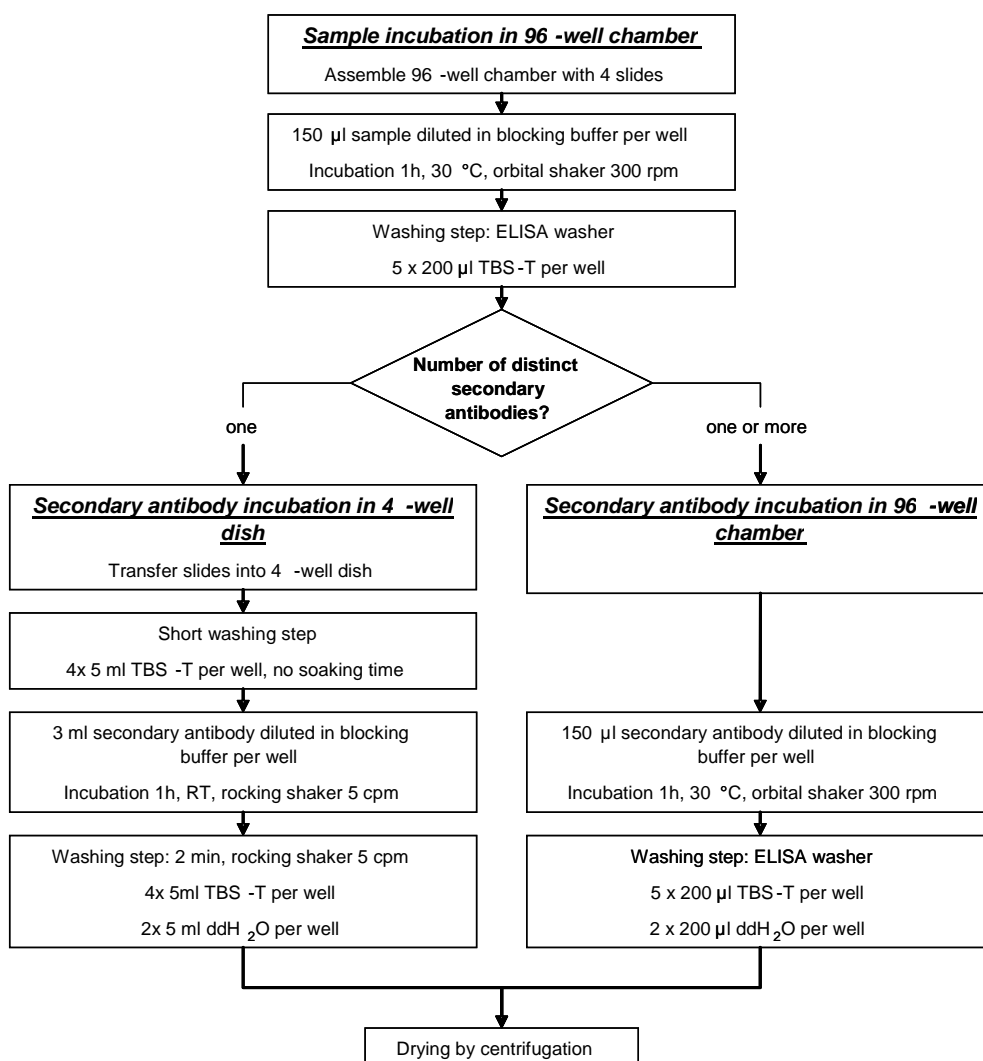 Sample incubation in 96 -well chamber
Assemble 96 -well chamber with 4 slides
150 µl sample diluted in blocking buffer per well
Incubation 1h, 30 °C, orbital shaker 300 rpm
Washing step: ELISA washer
5 x 200 µl TBS -T per well
Number of distinct
secondary
antibodies?
one
one or more
Secondary antibody incubation in 4 -well
dish
Transfer slides into 4 -well dish
Secondary antibody incubation in 96 -well
chamber
Short washing step
4x 5 ml TBS -T per well, no soaking time
3 ml secondary antibody diluted in blocking
buffer per well
Incubation 1h, RT, rocking shaker 5 cpm
150 µl secondary antibody diluted in blocking
buffer per well
Incubation 1h, 30 °C, orbital shaker 300 rpm
Washing step: 2 min, rocking shaker 5 cpm
4x 5ml TBS -T per well
2x 5 ml ddH 2O per well
Washing step: ELISA washer
5 x 200 µl TBS-T per well
2 x 200 µl ddH2O per well
Drying by centrifugation